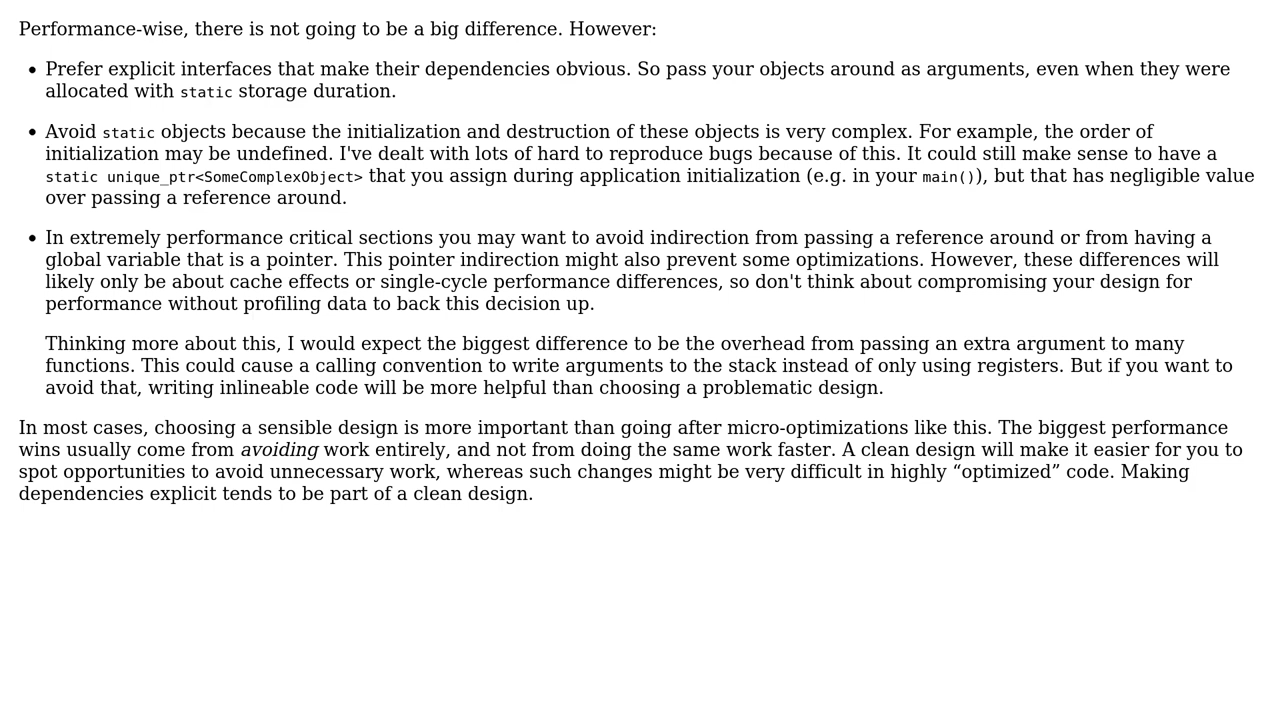 Performance-wise, there is not going to be a big difference. However:
• Prefer explicit interfaces that make their dependencies obvious. So pass your objects around as arguments, even when they were
allocated with static storage duration.
• Avoid static objects because the initialization and destruction of these objects is very complex. For example, the order of
initialization may be undefined. I've dealt with lots of hard to reproduce bugs because of this. It could still make sense to have a
static unique_ptr<SomeComplexObject> that you assign during application initialization (e.g. in your main()), but that has negligible value
over passing a reference around.
• In extremely performance critical sections you may want to avoid indirection from passing a reference around or from having a
global variable that is a pointer. This pointer indirection might also prevent some optimizations. However, these differences will
likely only be about cache effects or single-cycle performance differences, so don't think about compromising your design for
performance without profiling data to back this decision up.
Thinking more about this, I would expect the biggest difference to be the overhead from passing an extra argument to many
functions. This could cause a calling convention to write arguments to the stack instead of only using registers. But if you want to
avoid that, writing inlineable code will be more helpful than choosing a problematic design.
In most cases, choosing a sensible design is more important than going after micro-optimizations like this. The biggest performance
wins usually come from avoiding work entirely, and not from doing the same work faster. A clean design will make it easier for you to
spot opportunities to avoid unnecessary work, whereas such changes might be very difficult in highly “optimized” code. Making
dependencies explicit tends to be part of a clean design.